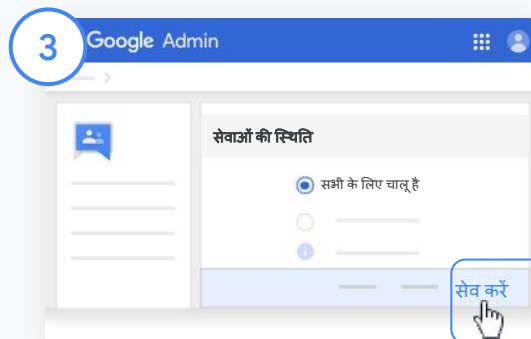 3
Google Admin
सेवाओं की स्थिति
सभी के लिए चालू है
सेव करें